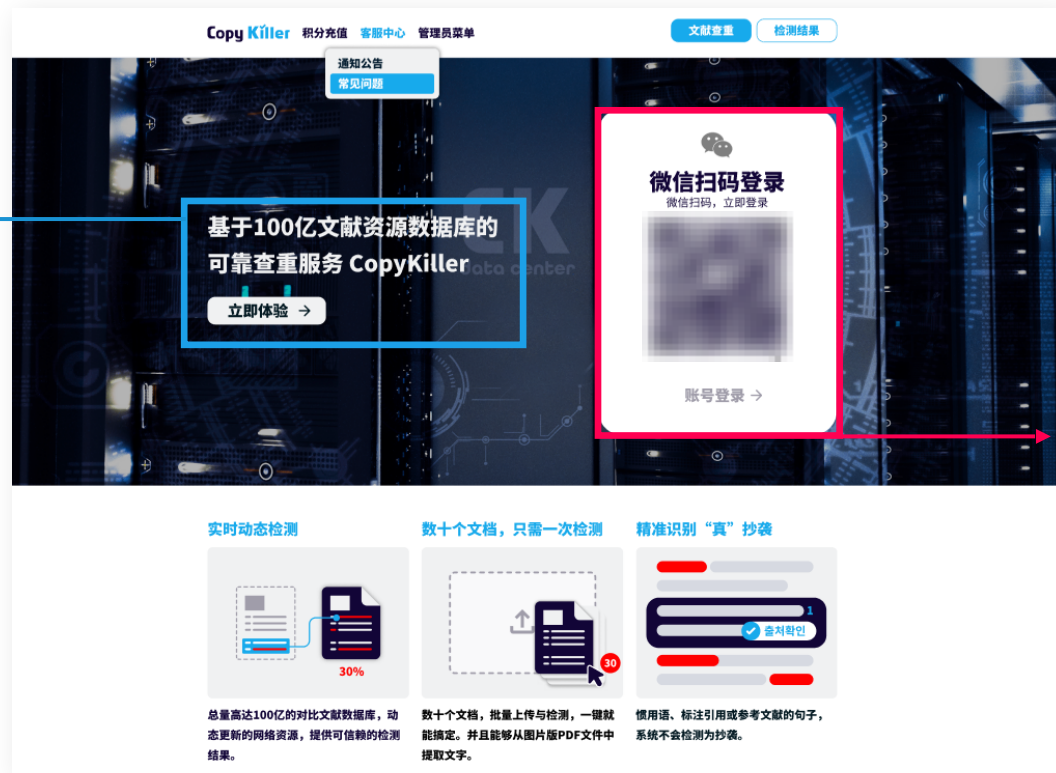 Copy Killer 积分充值 客服中心 管理员菜单 文献查重 检测结果
通知公告
常见问题
CK
data center
基于100亿文献资源数据库的
可靠查重服务 CopyKiller
立即体验 →
微信扫码登录
微信扫码，立即登录
账号登录 →
实时动态检测
30%
总量高达100亿的对比文献数据库，动
态更新的网络资源，提供可信赖的检测
结果。
数十个文档，只需一次检测
30
数十个文档，批量上传与检测，一键就
能搞定。并且能够从图片版PDF文件中
提取文字。
精准识别“真”抄袭
1
출처확인
惯用语、标注引用或参考文献的句子，
系统不会检测为抄袭。